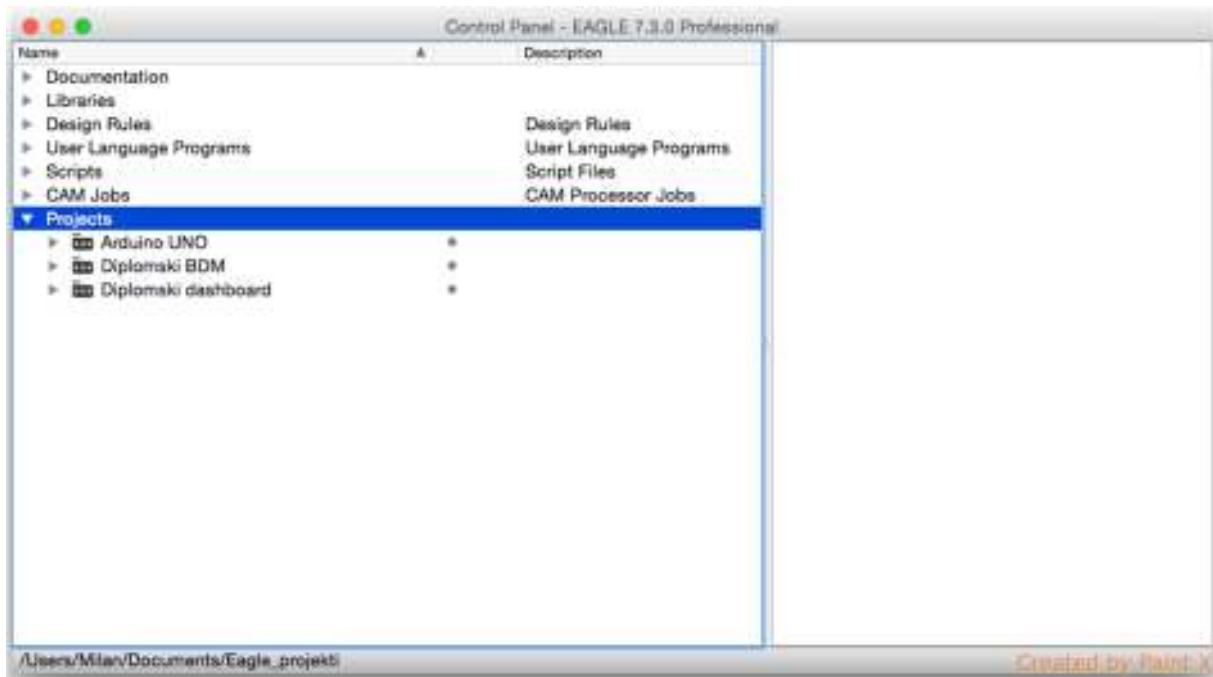 Control Panel - EAGLE 7.3.0 Professional
Name Description
Documentation
Libraries
Design Rules Design Rules
User Language Programs User Language Programs
Scripts Script Files
CAM Jobs CAM Processor Jobs
Projects
Arduino UNO
Diplomski BDM
Diplomski dashboard
/Users/Milan/Documents/Eagle_projekti
Created by Paint X